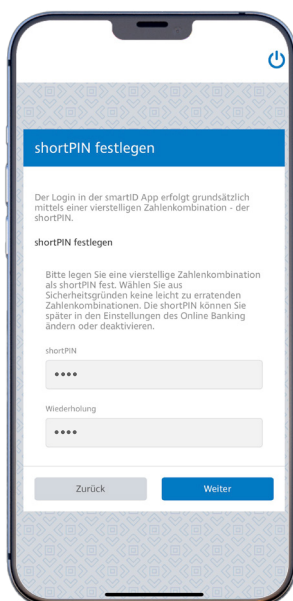 shortPIN festlegen
Der Login in der smartID App erfolgt grundsätzlich
mittels einer vierstelligen Zahlenkombination - der
shortPIN.
shortPIN festlegen
Bitte legen Sie eine vierstellige Zahlenkombination
als shortPIN fest. Wählen Sie aus
Sicherheitsgründen keine leicht zu erratenden
Zahlenkombinationen. Die shortPIN können Sie
später in den Einstellungen des Online Banking
ändern oder deaktivieren.
shortPIN
••••
Wiederholung
••••
Zurück
Weiter